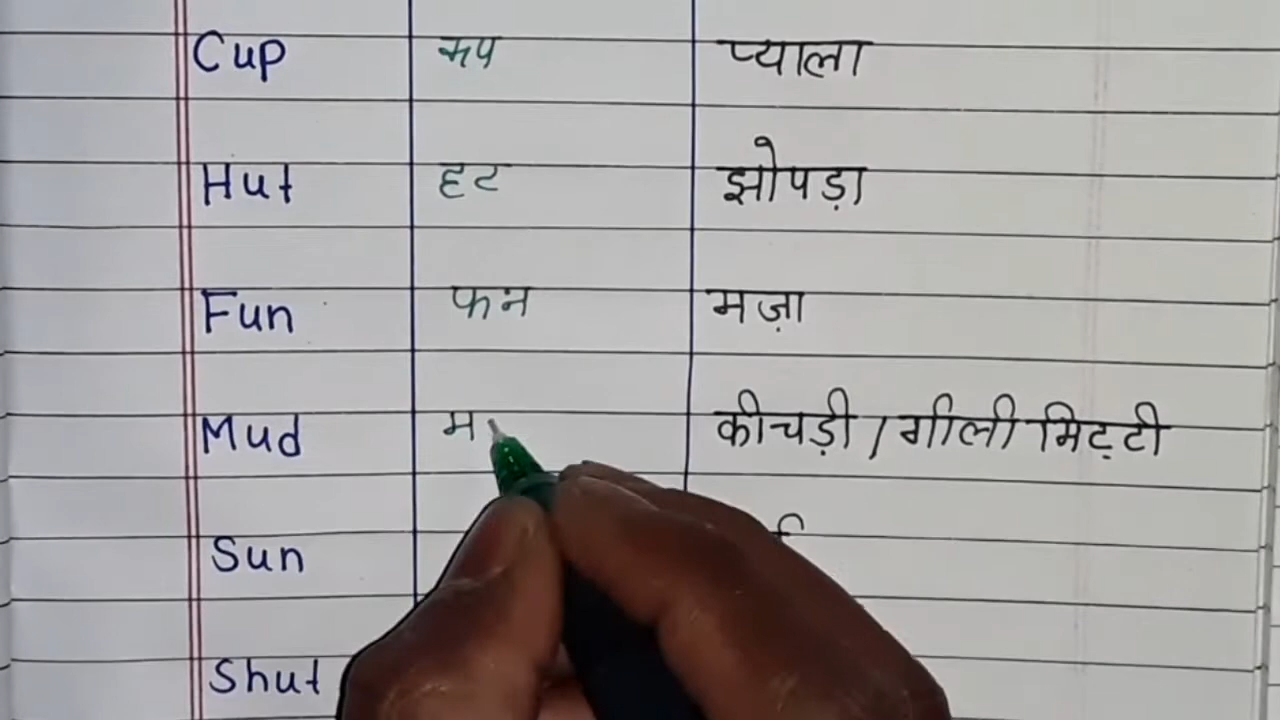 Cup कप प्याला
Hut हट झोपड़ा
Fun फन मज़ा
Mud म कीचड़ी / गीली मिट्टी
Sun
Shut